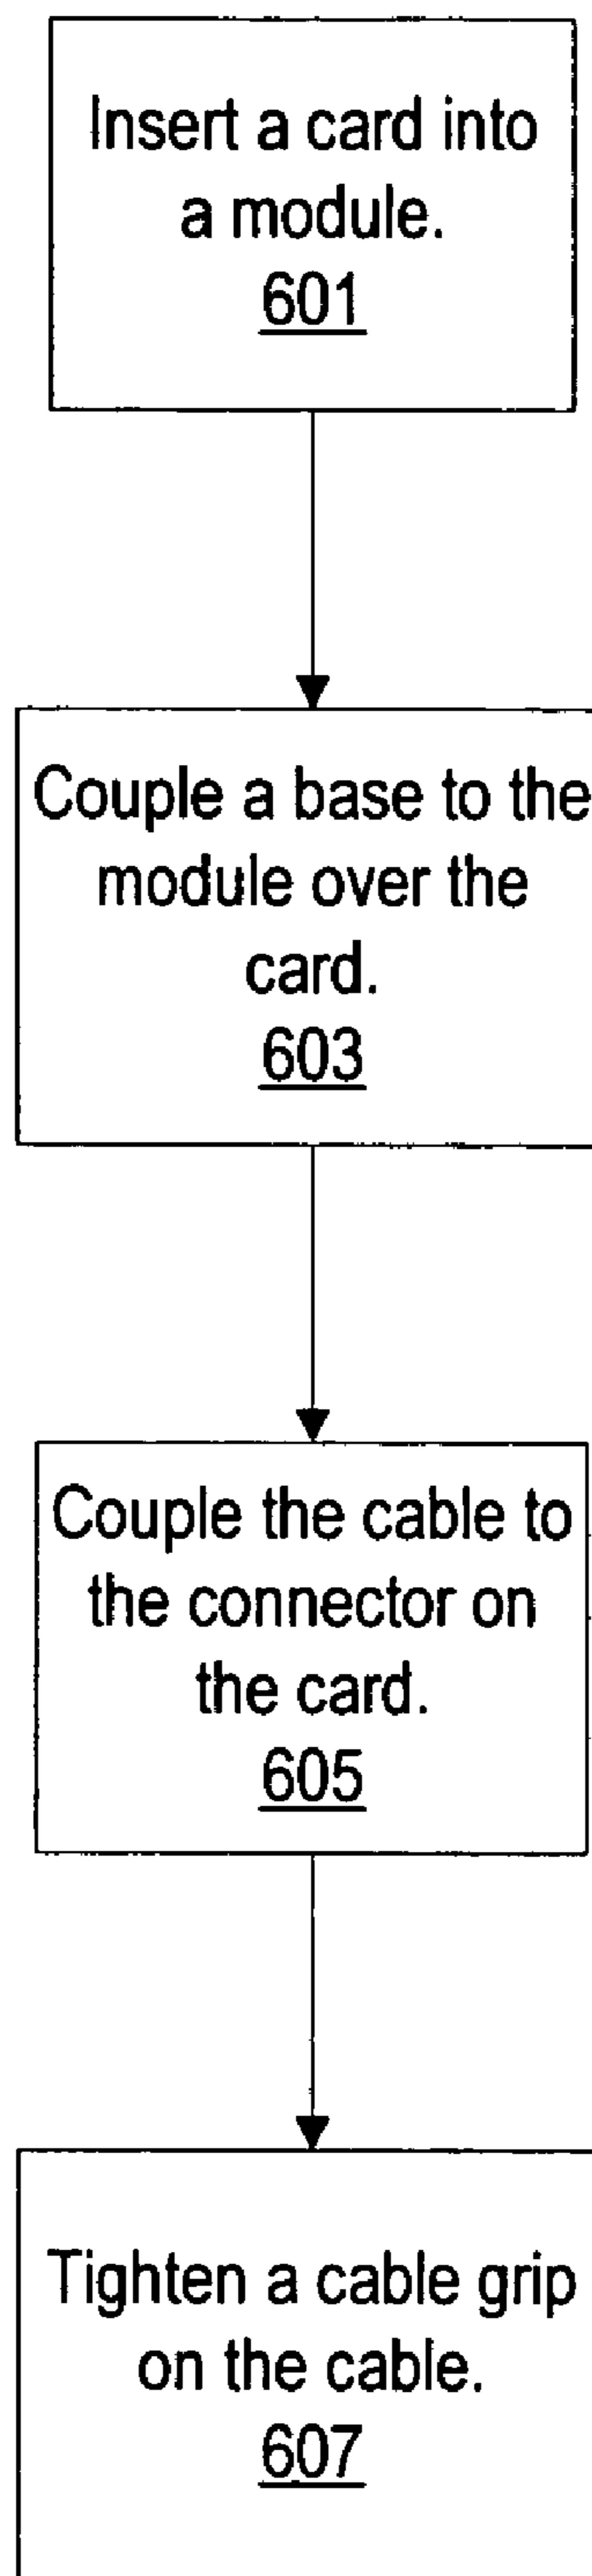 Insert a card into
a module.
601
Couple a base to the
module over the
card.
603
Couple the cable to
the connector on
the card.
605
Tighten a cable grip
on the cable.
607